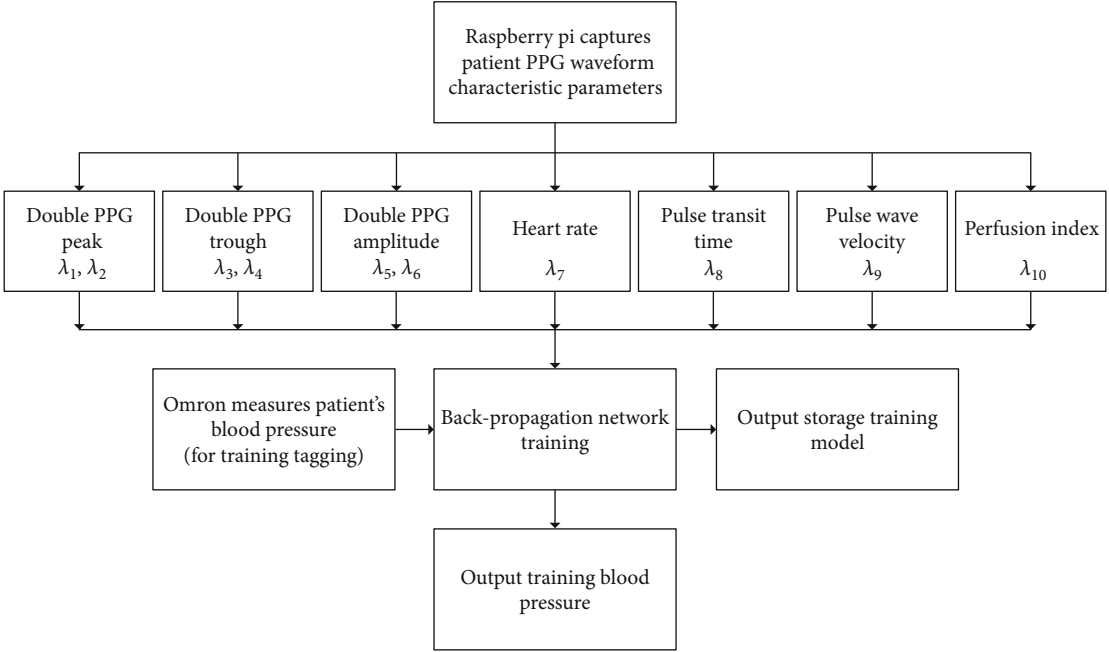 Raspberry pi captures
patient PPG waveform
characteristic parameters
Double PPG
peak
λ1, λ2
Double PPG
trough
λ3, λ4
Double PPG
amplitude
λ5, λ6
Heart rate
λ7
Pulse transit
time
λ8
Pulse wave
velocity
λ9
Perfusion index
λ10
Omron measures patient's
blood pressure
(for training tagging)
Back-propagation network
training
Output storage training
model
Output training blood
pressure